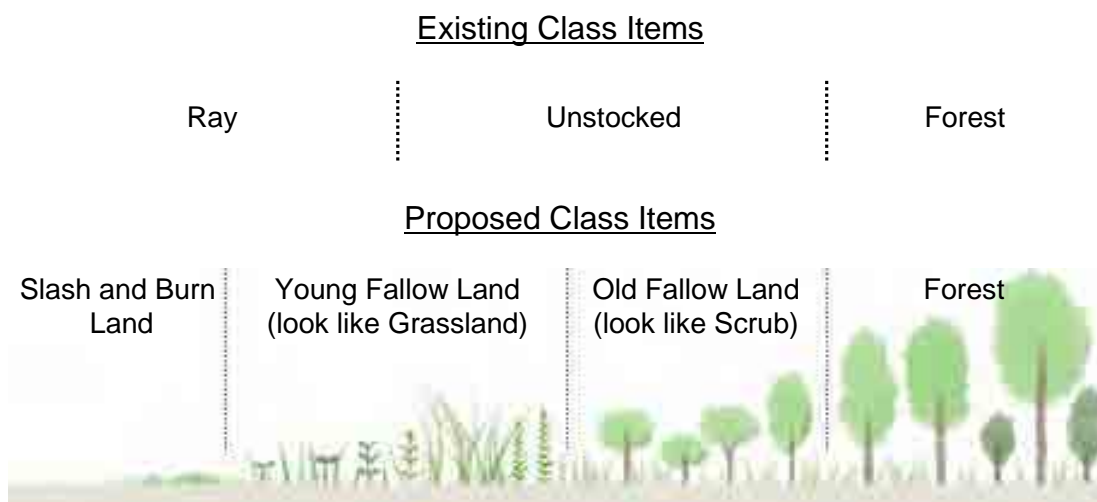 Existing Class Items
Ray
Unstocked
Forest
Proposed Class Items
Slash and Burn
Land
Young Fallow Land
(look like Grassland)
Old Fallow Land
(look like Scrub)
Forest